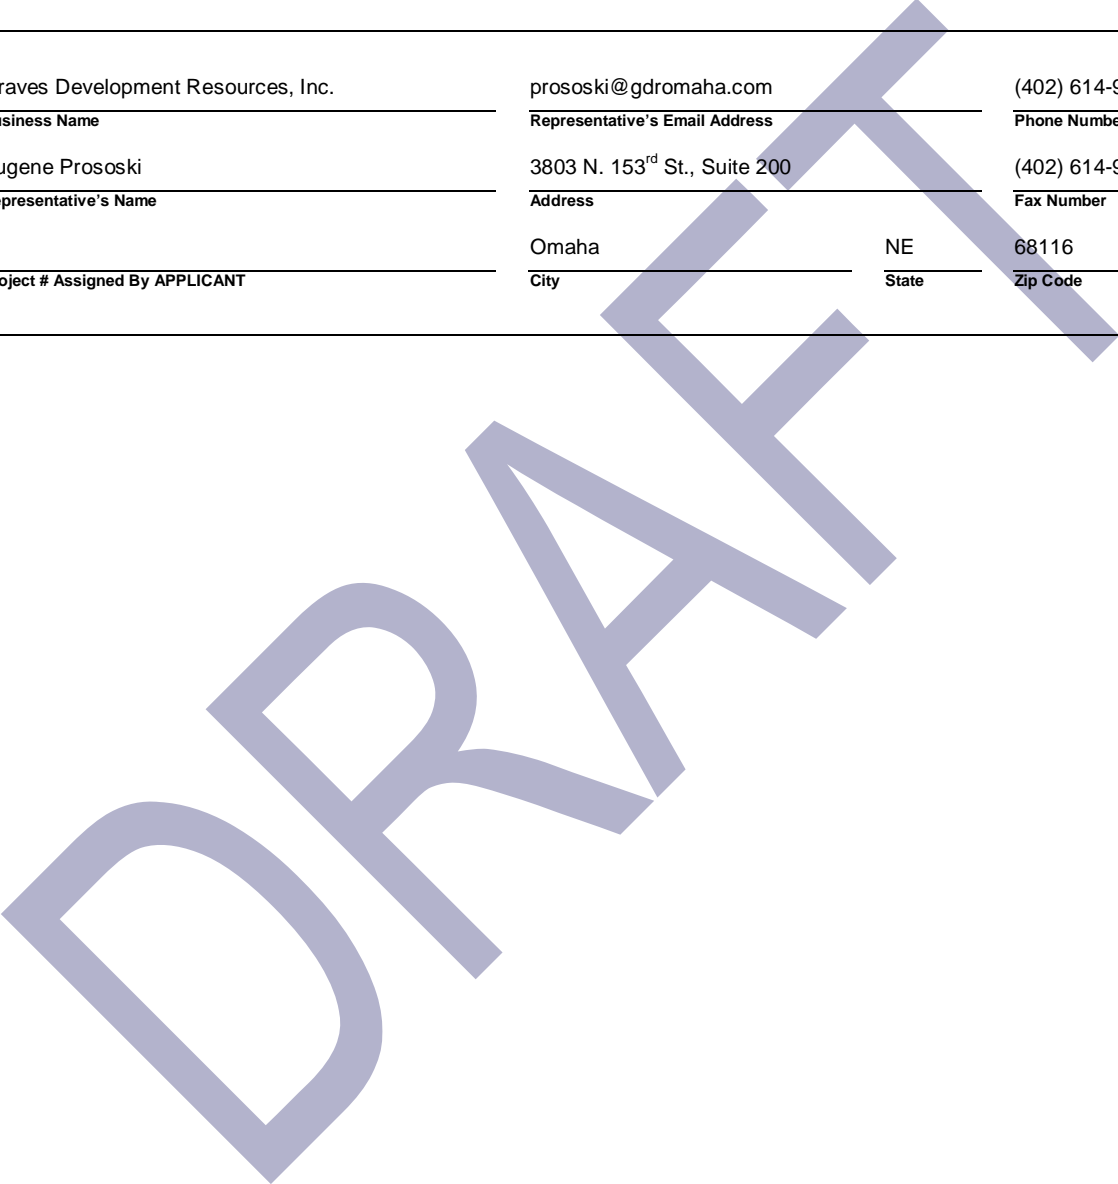 raves Development Resources, Inc. prososki@gdromaha.com (402) 614-9
usiness Name Representative's Email Address Phone Numbe
ugene Prososki 3803 N. 153rd St., Suite 200 (402) 614-9
presentative's Name Address Fax Number
Omaha NE 68116
oject # Assigned By APPLICANT City State Zip Code
DRAFT